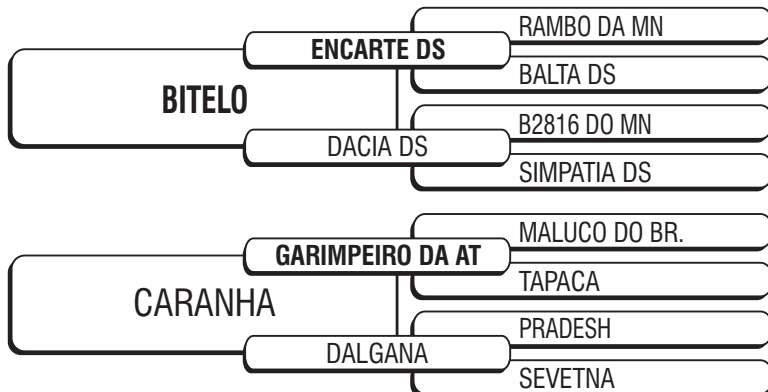 RAMBO DA MN
ENCARTE DS
BALTA DS
BITELO
B2816 DO MN
DACIA DS
SIMPATIA DS
MALUCO DO BR.
GARIMPEIRO DA AT
TAPACA
CARANHA
PRADESH
DALGANA
SEVETNA